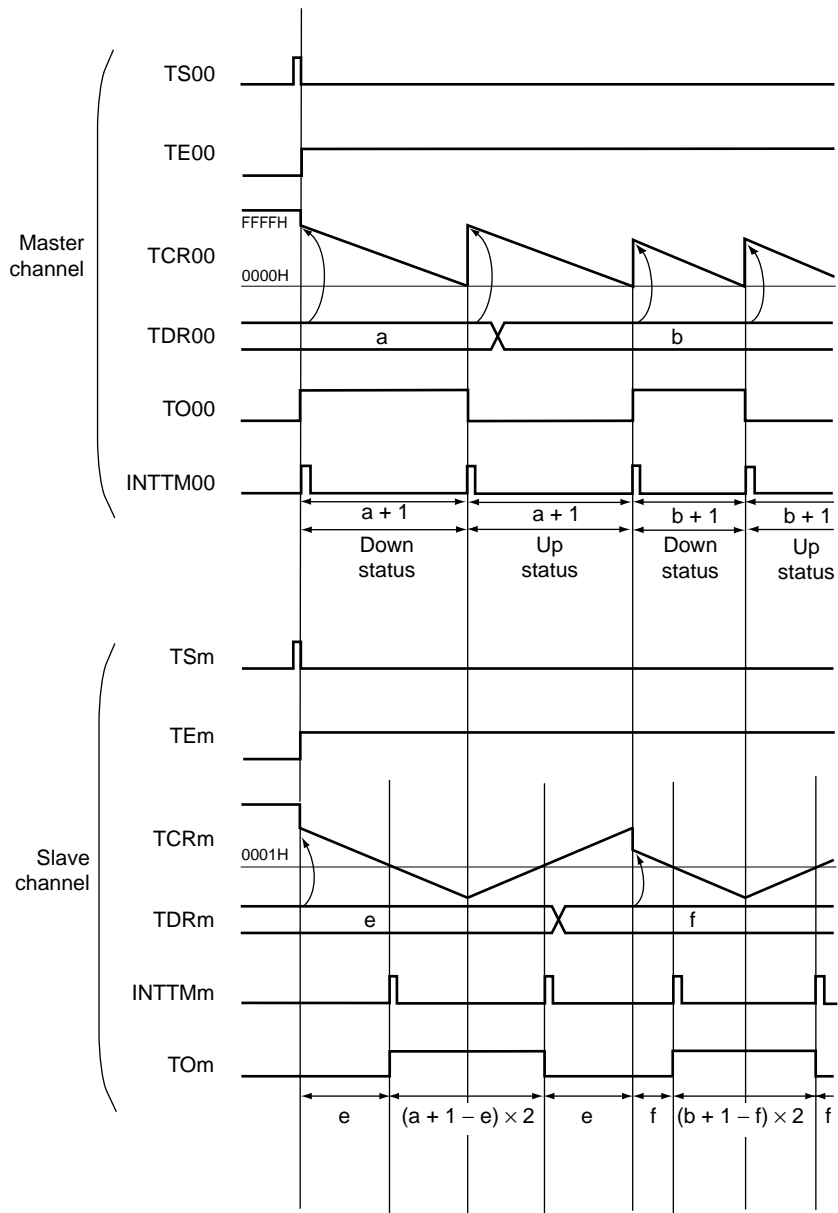 TS00
TE00
FFFFH
Master
channel
TCR00
0000H
TDR00
a
b
TO00
INTTM00
a + 1
a + 1
b + 1
b + 1
Down
status
Up
status
Down
status
Up
status
TSm
TEm
TCRm
0001H
Slave
channel
TDRm
e
f
INTTMm
TOm
e
(a + 1 – e) × 2
e
f
(b + 1 – f) × 2
f